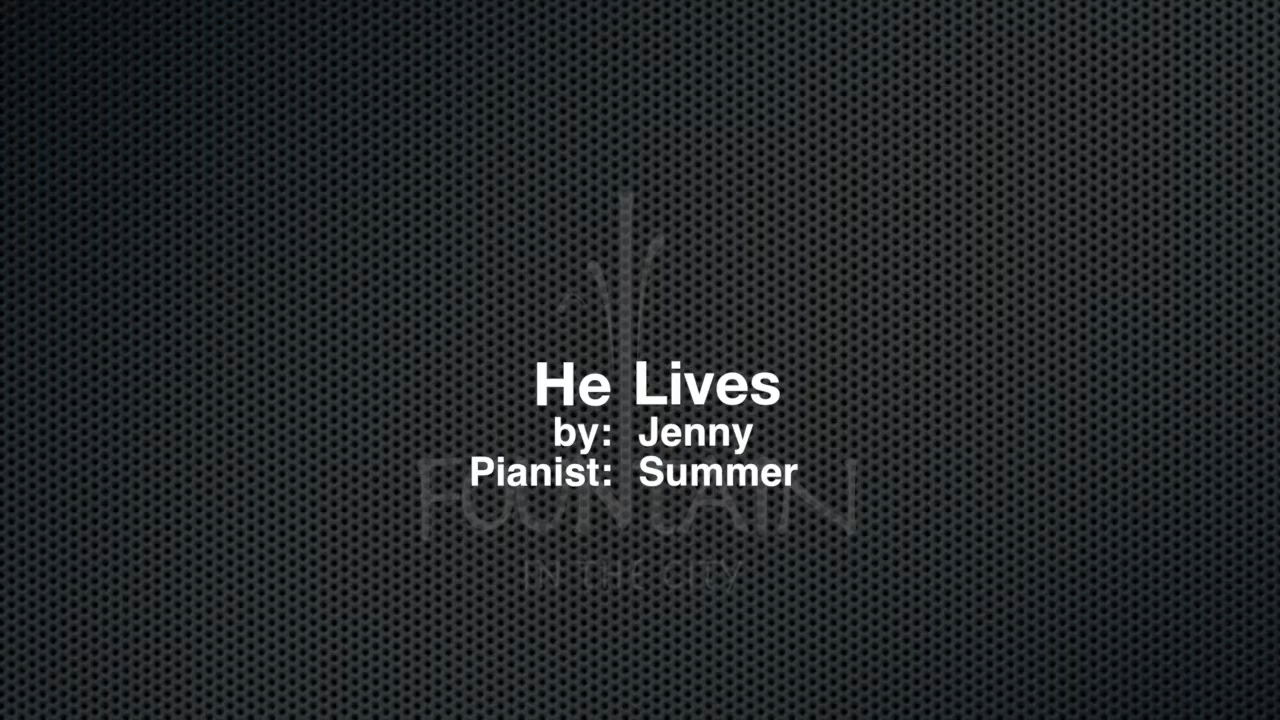 He Lives
by: Jenny
Pianist: Summer
FOUNTAIN
IN THE CITY